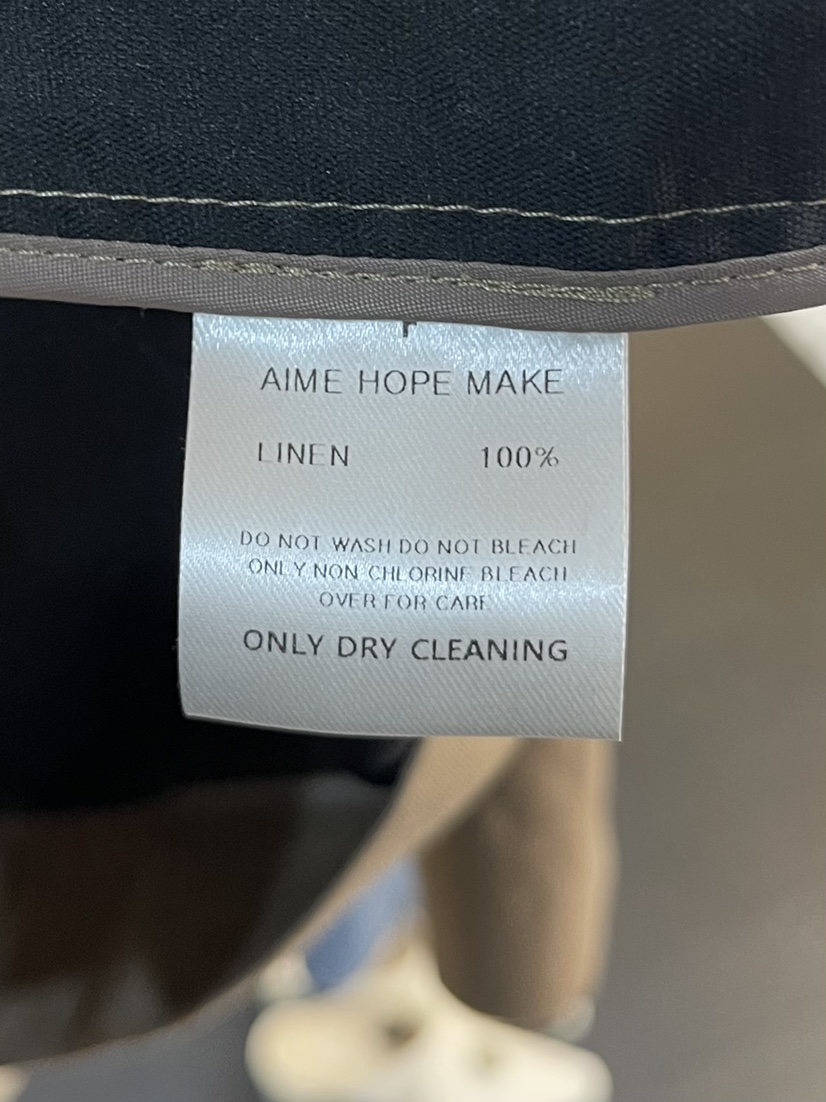 AIME HOPE MAKE
LINEN 100%
DO NOT WASH DO NOT BLEACH
ONLY NON CHLORINE BLEACH
OVER FOR CARE
ONLY DRY CLEANING